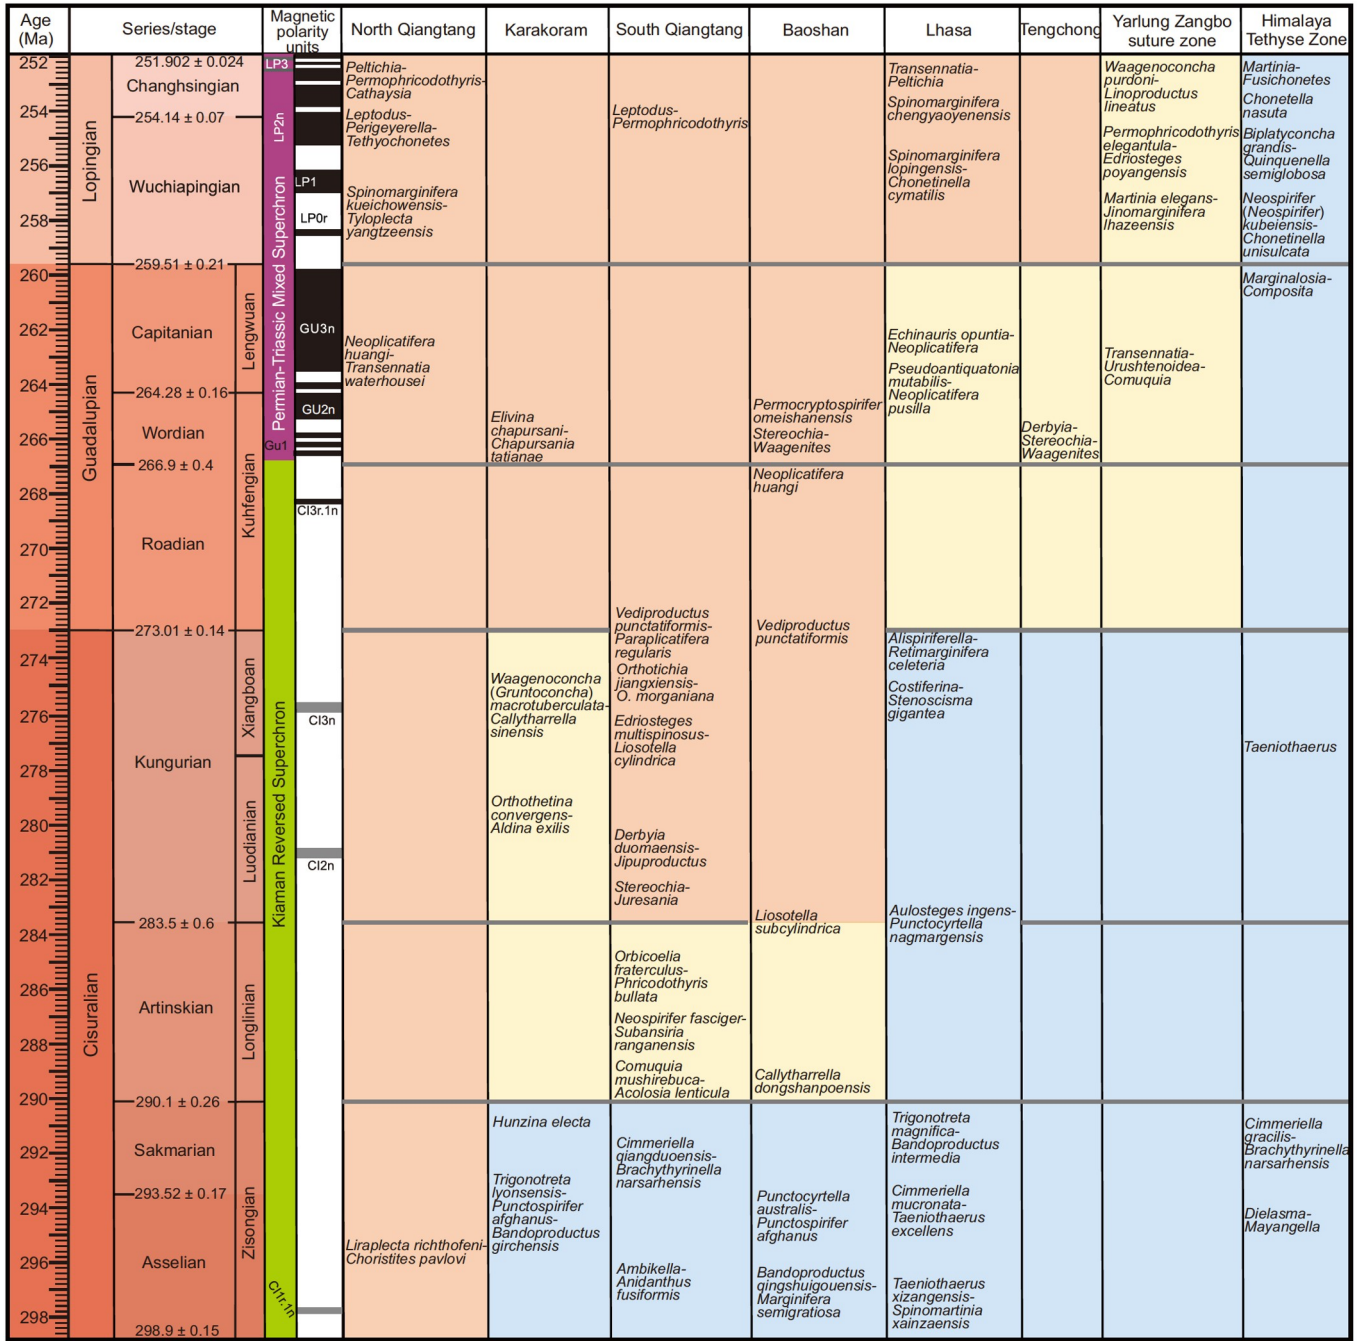 Age
(Ma)
Series/stage
Magnetic
polarity
units
North Qiangtang
Karakoram
South Qiangtang
Baoshan
Lhasa
Tengchong
Yarlung Zangbo
suture zone
Himalaya
Tethyse Zone
252
254
256
258
260
262
264
266
268
270
272
274
276
278
280
282
284
286
288
290
292
294
296
298
Lopingian
Guadalupian
Cisuralian
251.902 ± 0.024
Changhsingian
254.14 ± 0.07
Wuchiapingian
259.51 ± 0.21
Capitanian
264.28 ± 0.16
Wordian
266.9 ± 0.4
Roadian
273.01 ± 0.14
Kungurian
283.5 ± 0.6
Artinskian
290.1 ± 0.26
Sakmarian
293.52 ± 0.17
Asselian
298.9 ± 0.15
Lengwuan
Kuhfengian
Xiangboan
Luodianian
Longlinian
Zisongian
LP3
LP2n
Permian-Triassic Mixed Superchron
Gu1
Kiaman Reversed Superchron
CI1r.1n
LP1
LP0r
GU3n
GU2n
CI3r.1n
CI3n
CI2n
Peltichia-
Permophricodothyris-
Cathaysia
Leptodus-
Perigeyerella-
Tethyochonetes
Spinomarginifera
kueichowensis-
Tyloplecta
yangtzeensis
Neoplicatifera
huangi-
Transennatia
waterhousei
Liraplecta richthofeni-
Choristites pavlovi
Elivina
chapursani-
Chapursania
tatianae
Waagenoconcha
(Gruntoconcha)
macrotuberculata-
Callytharrella
sinensis
Orthothetina
convergens-
Aldina exilis
Hunzina electa
Trigonotreta
lyonsensis-
Punctospirifer
afghanus-
Bandoproductus
girchensis
Leptodus-
Permophricodothyris
Vediproductus
punctatiformis-
Paraplicatifera
regularis
Orthotichia
jiangxiensis-
O. morganiana
Edriosteges
multispinosus-
Liosotella
cylindrica
Derbyia
duomaensis-
Jipuproductus
Stereochia-
Juresania
Orbicoelia
fraterculus-
Phricodothyris
bullata
Neospirifer fasciger-
Subansiria
ranganensis
Comuquia
mushirebuca-
Acolosia lenticula
Cimmeriella
qiangduoensis-
Brachythyrinella
narsarhensis
Ambikella-
Anidanthus
fusiformis
Permocryptospirifer
omeishanensis
Stereochia-
Waagenites
Neoplicatifera
huangi
Vediproductus
punctatiformis
Liosotella
subcylindrica
Callytharrella
dongshanpoensis
Punctocyrtella
australis-
Punctospirifer
afghanus
Bandoproductus
qingshuigouensis-
Marginifera
semigratiosa
Transennatia-
Peltichia
Spinomarginifera
chengyaoyenensis
Spinomarginifera
lopingensis-
Chonetinella
cymatilis
Echinauris opuntia-
Neoplicatifera
Pseudoantiquatonia
mutabilis-
Neoplicatifera
pusilla
Alispiriferella-
Retimarginifera
celeteria
Costiferina-
Stenoscisma
gigantea
Aulosteges ingens-
Punctocyrtella
nagmargensis
Trigonotreta
magnifica-
Bandoproductus
intermedia
Cimmeriella
mucronata-
Taeniothaerus
excellens
Taeniothaerus
xizangensis-
Spinomartinia
xainzaensis
Derbyia-
Stereochia-
Waagenites
Waagenoconcha
purdoni-
Linoproductus
lineatus
Permophricodothyris
elegantula-
Edriosteges
poyangensis
Martinia elegans-
Jinomarginifera
lhazeensis
Transennatia-
Urushtenoidea-
Comuquia
Martinia-
Fusichonetes
Chonetella
nasuta
Biplatyconcha
grandis-
Quinquenella
semiglobosa
Neospirifer
(Neospirifer)
kubeiensis-
Chonetinella
unisulcata
Marginalosia-
Composita
Taeniothaerus
Cimmeriella
gracilis-
Brachythyrinella
narsarhensis
Dielasma-
Mayangella